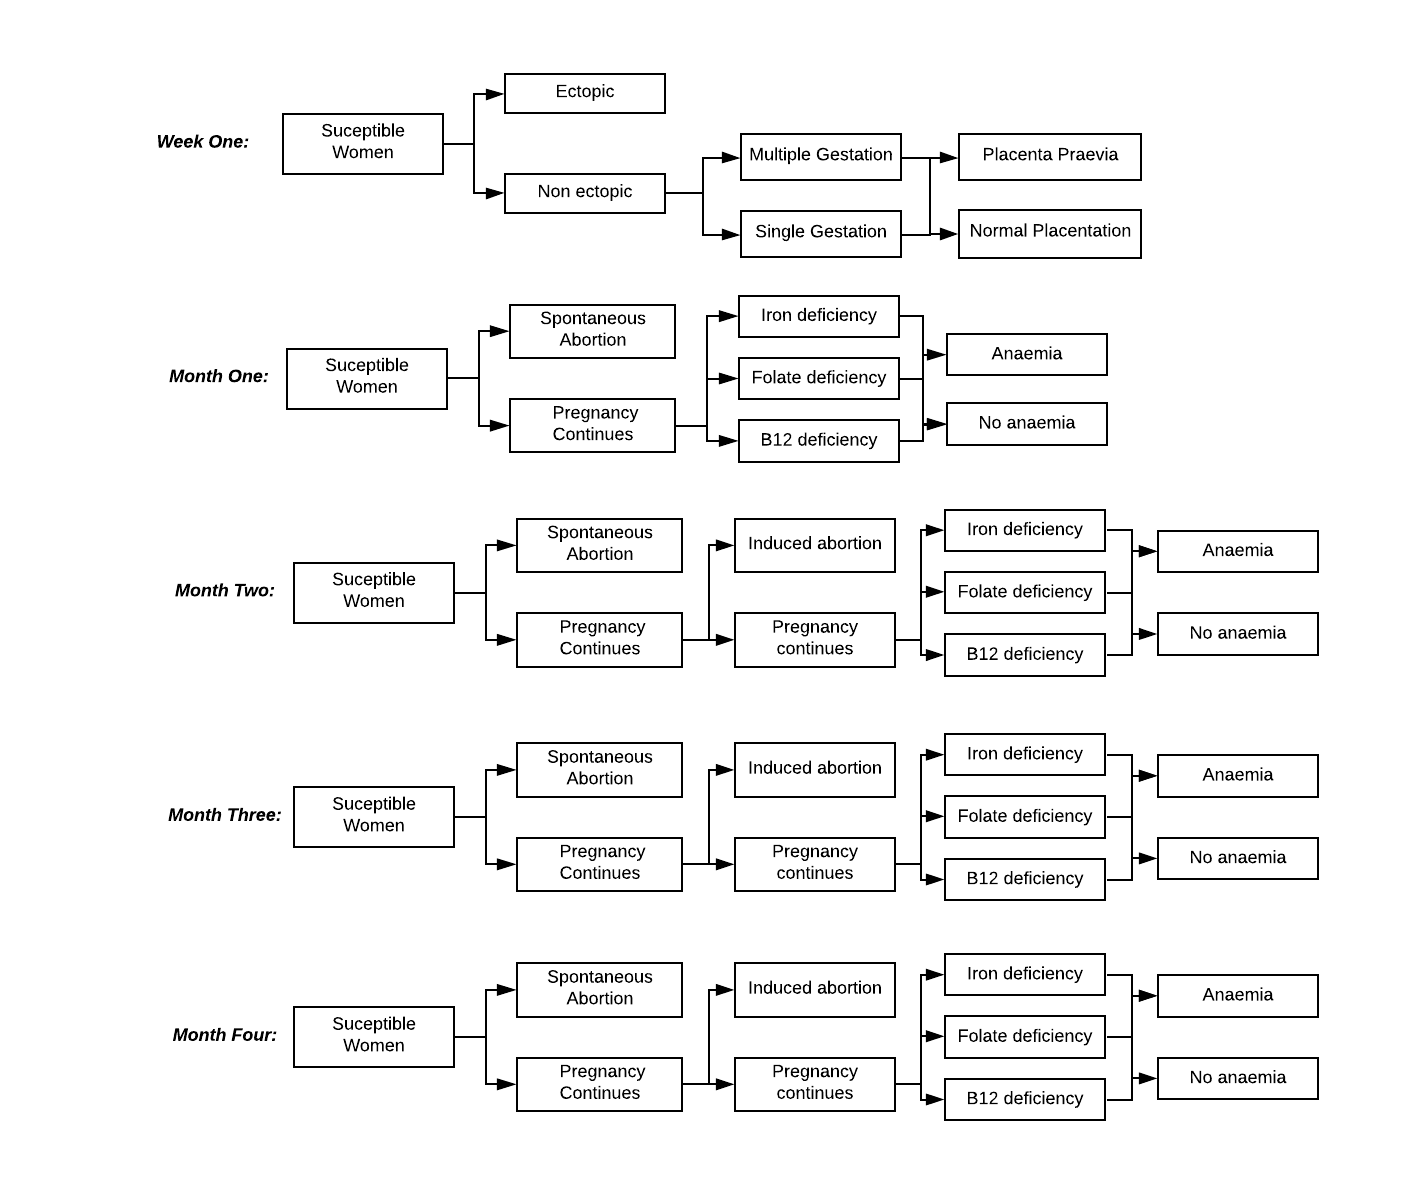 Week One:
Suceptible
Women
Ectopic
Non ectopic
Multiple Gestation
Single Gestation
Placenta Praevia
Normal Placentation
Month One:
Suceptible
Women
Spontaneous
Abortion
Pregnancy
Continues
Iron deficiency
Folate deficiency
B12 deficiency
Anaemia
No anaemia
Month Two:
Suceptible
Women
Spontaneous
Abortion
Pregnancy
Continues
Induced abortion
Pregnancy
continues
Iron deficiency
Folate deficiency
B12 deficiency
Anaemia
No anaemia
Month Three:
Suceptible
Women
Spontaneous
Abortion
Pregnancy
Continues
Induced abortion
Pregnancy
continues
Iron deficiency
Folate deficiency
B12 deficiency
Anaemia
No anaemia
Month Four:
Suceptible
Women
Spontaneous
Abortion
Pregnancy
Continues
Induced abortion
Pregnancy
continues
Iron deficiency
Folate deficiency
B12 deficiency
Anaemia
No anaemia